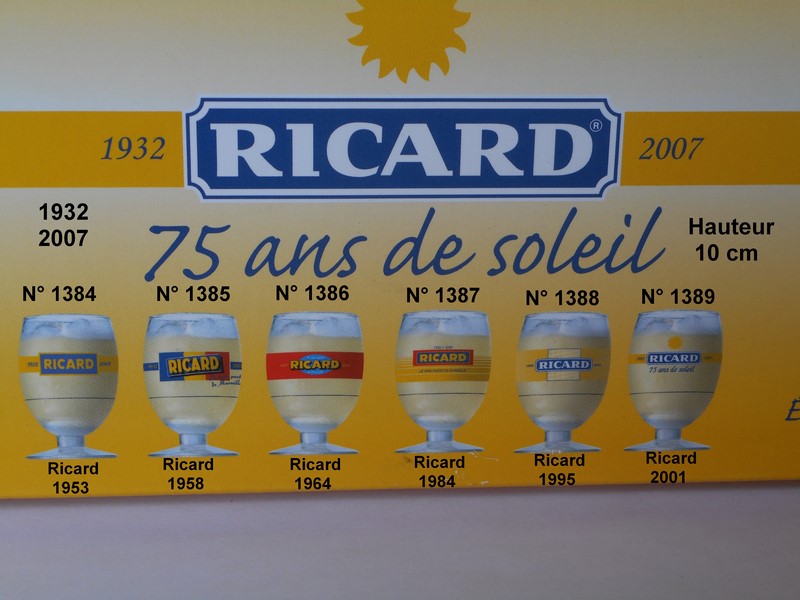 RICARD®
1932
2007
1932
2007
75 ans de soleil
Hauteur
10 cm
N° 1384
N° 1385
N° 1386
N° 1387
N° 1388
N° 1389
RICARD
RICARD
RICARD
RICARD
RICARD
RICARD
75 ans de soleil
Ricard
1953
Ricard
1958
Ricard
1964
Ricard
1984
Ricard
1995
Ricard
2001